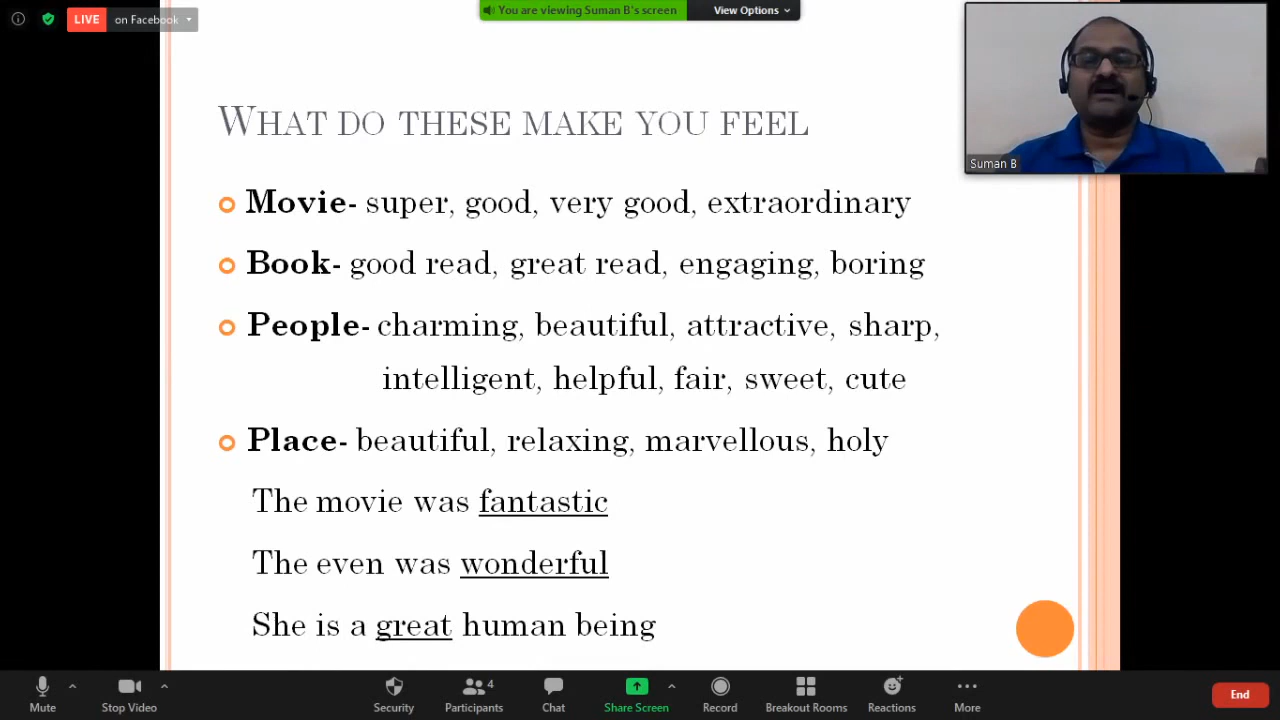 LIVE on Facebook
You are viewing Suman B's screen View Options
Suman B
WHAT DO THESE MAKE YOU FEEL
Movie- super, good, very good, extraordinary
Book- good read, great read, engaging, boring
People- charming, beautiful, attractive, sharp,
intelligent, helpful, fair, sweet, cute
Place- beautiful, relaxing, marvellous, holy
The movie was fantastic
The even was wonderful
She is a great human being
4
Mute Stop Video Security Participants Chat Share Screen Record Breakout Rooms Reactions More End